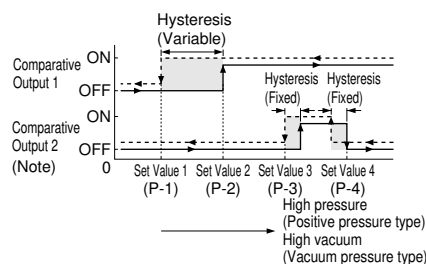 Hysteresis
(Variable)
ON
Comparative
Output 1
OFF
Hysteresis Hysteresis
(Fixed) (Fixed)
ON
Comparative
Output 2
(Note)
OFF
0 Set Value 1 Set Value 2 Set Value 3 Set Value 4
(P-1) (P-2) (P-3) (P-4)
High pressure
(Positive pressure type)
High vacuum
(Vacuum pressure type)